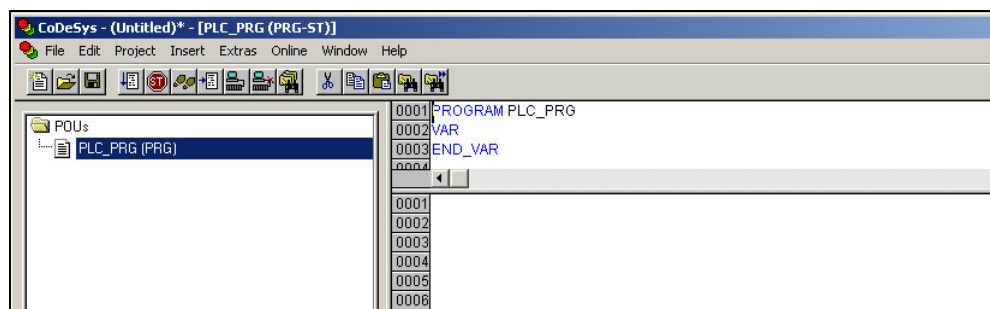 CoDeSys - (Untitled)* - [PLC_PRG (PRG-ST)]
File Edit Project Insert Extras Online Window Help
POUs
PLC_PRG (PRG)
0001 PROGRAM PLC_PRG
0002 VAR
0003 END_VAR
0004
0001
0002
0003
0004
0005
0006